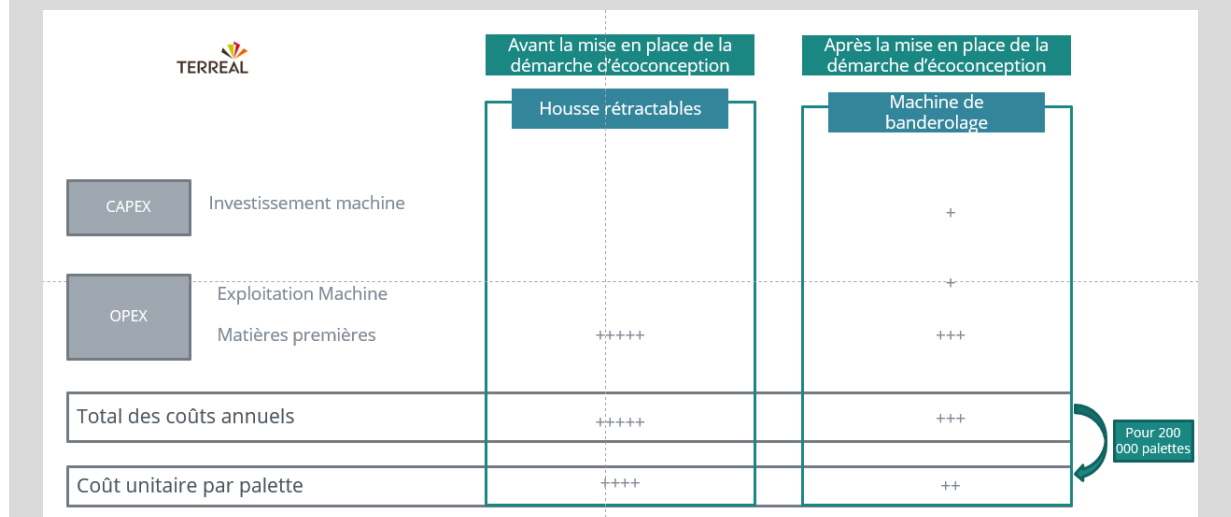 TERREAL
Avant la mise en place de la
démarche d'écoconception
Après la mise en place de la
démarche d'écoconception
Housse rétractables
Machine de
banderolage
CAPEX
Investissement machine
+
OPEX
Exploitation Machine
+
Matières premières
+++++
+++
Total des coûts annuels
+++++
+++
Pour 200
000 palettes
Coût unitaire par palette
++++
++